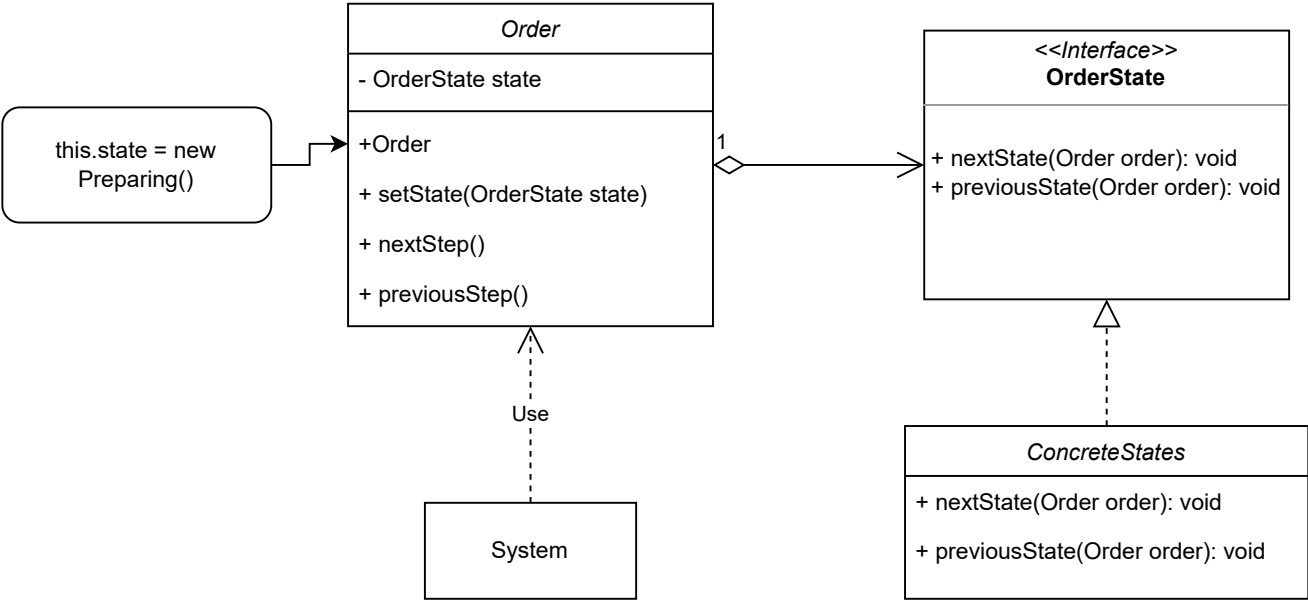 this.state = new
Preparing()
Order
- OrderState state
+Order
+ setState(OrderState state)
+ nextStep()
+ previousStep()
1
<<Interface>>
OrderState
+ nextState(Order order): void
+ previousState(Order order): void
Use
System
ConcreteStates
+ nextState(Order order): void
+ previousState(Order order): void